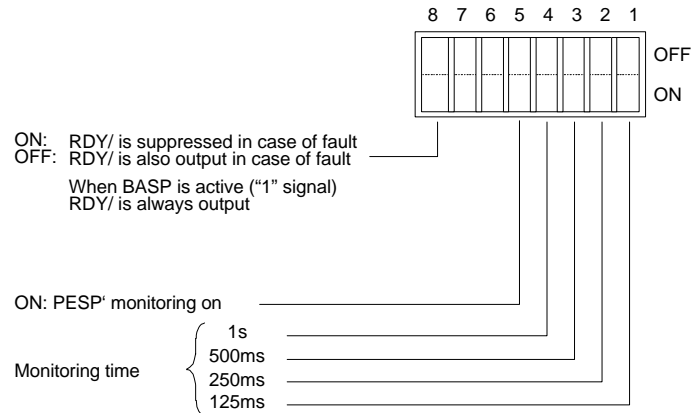 8 7 6 5 4 3 2 1
OFF
ON
ON: RDY/ is suppressed in case of fault
OFF: RDY/ is also output in case of fault
When BASP is active (“1” signal)
RDY/ is always output
ON: PESP‘ monitoring on
1s
500ms
Monitoring time
250ms
125ms